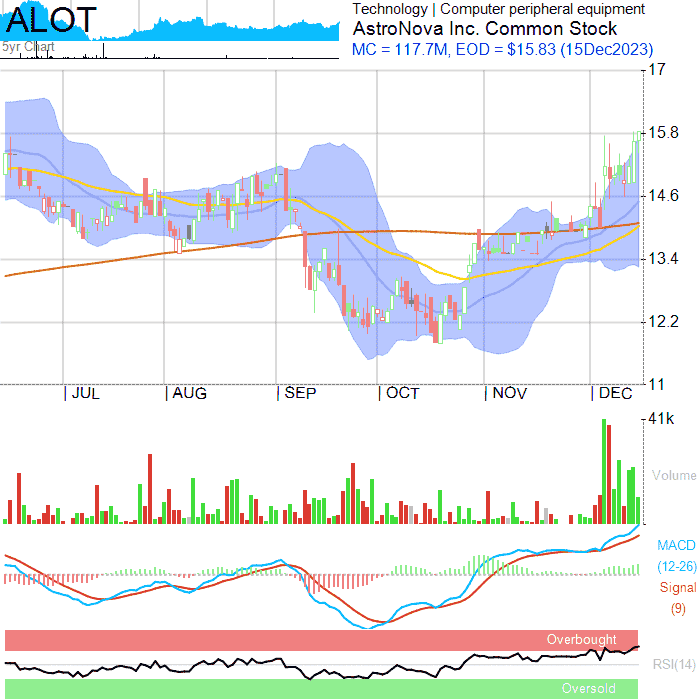 ALOT
5yr Chart
Technology | Computer peripheral equipment
AstroNova Inc. Common Stock
MC = 117.7M, EOD = $15.83 (15Dec2023)
17
15.8
14.6
13.4
12.2
11
| JUL | AUG | SEP | OCT | NOV | DEC
41k
Volume
MACD
(12-26)
Signal
(9)
Overbought
RSI(14)
Oversold